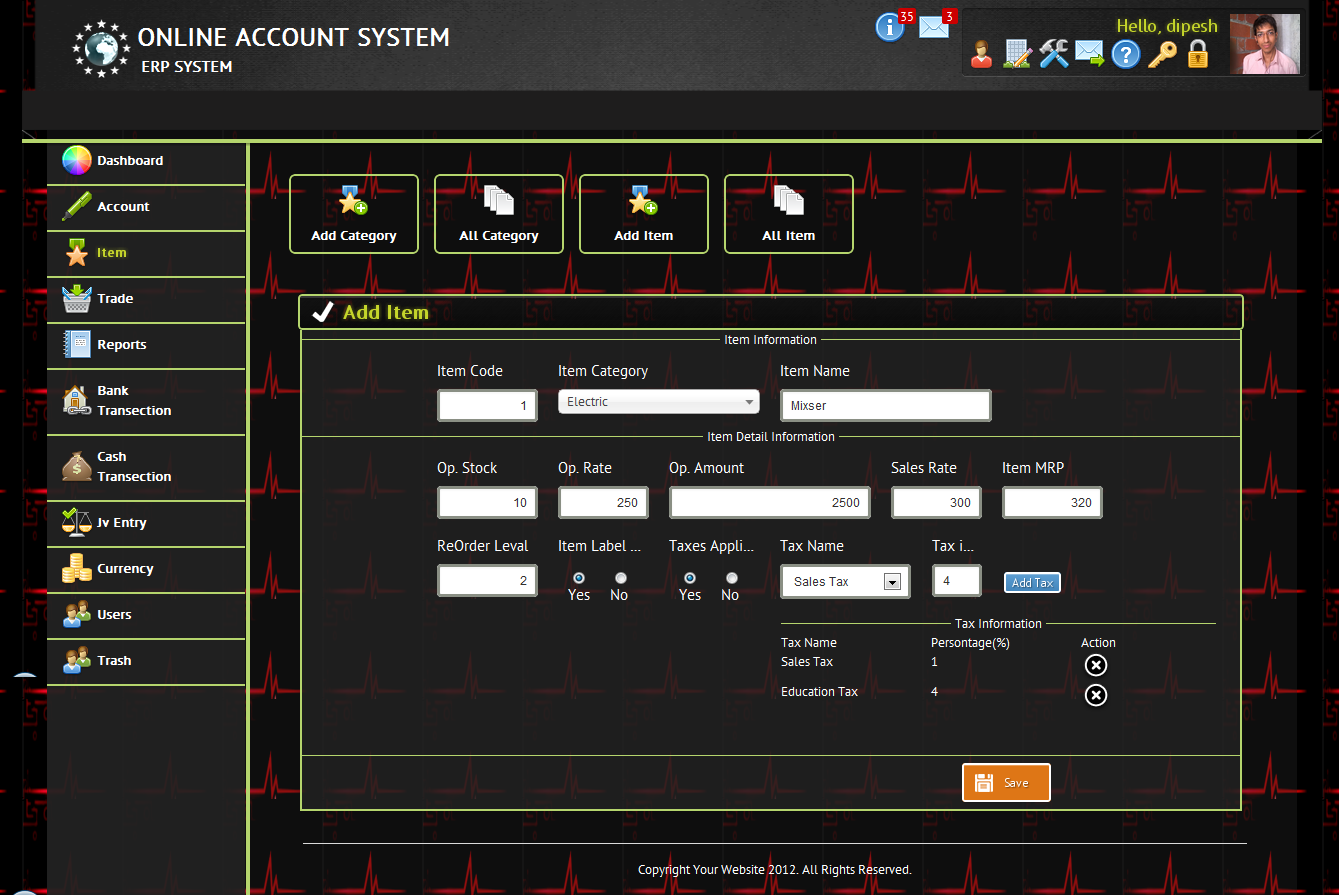 ONLINE ACCOUNT SYSTEM
ERP SYSTEM
35
3
Hello, dipesh
Dashboard
Account
Item
Trade
Reports
Bank
Transection
Cash
Transection
Jv Entry
Currency
Users
Trash
Add Category
All Category
Add Item
All Item
Add Item
Item Information
Item Code
Item Category
Item Name
1
Electric
Mixser
Item Detail Information
Op. Stock
Op. Rate
Op. Amount
Sales Rate
Item MRP
10
250
2500
300
320
ReOrder Leval
Item Label ...
Taxes Appli...
Tax Name
Tax i...
2
Yes
No
Yes
No
Sales Tax
4
Add Tax
Tax Information
Tax Name
Persontage(%)
Action
Sales Tax
1
Education Tax
4
Save
Copyright Your Website 2012. All Rights Reserved.